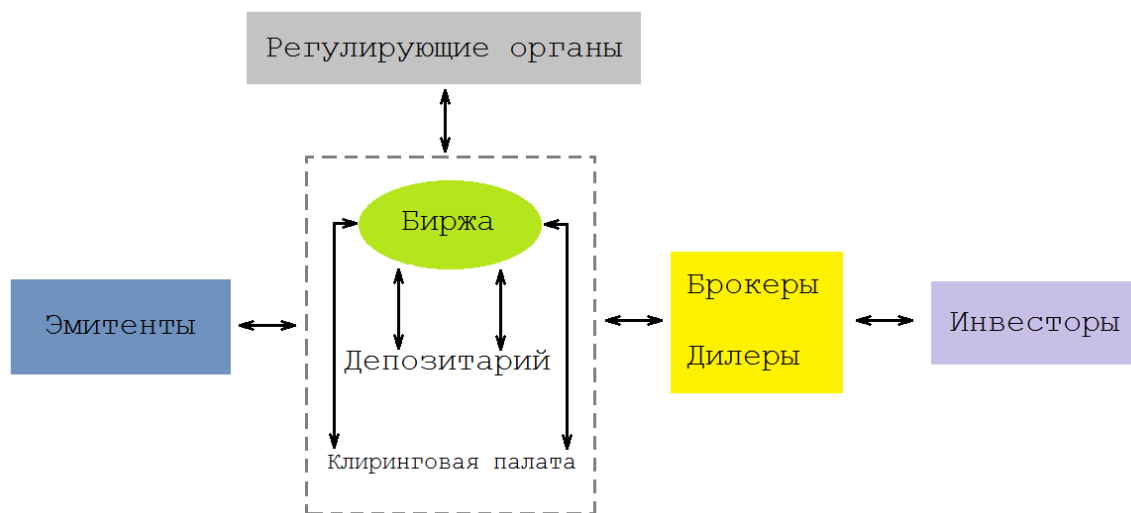 Регулирующие органы
Биржа
Эмитенты
Депозитарий
Клиринговая палата
Брокеры
Дилеры
Инвесторы